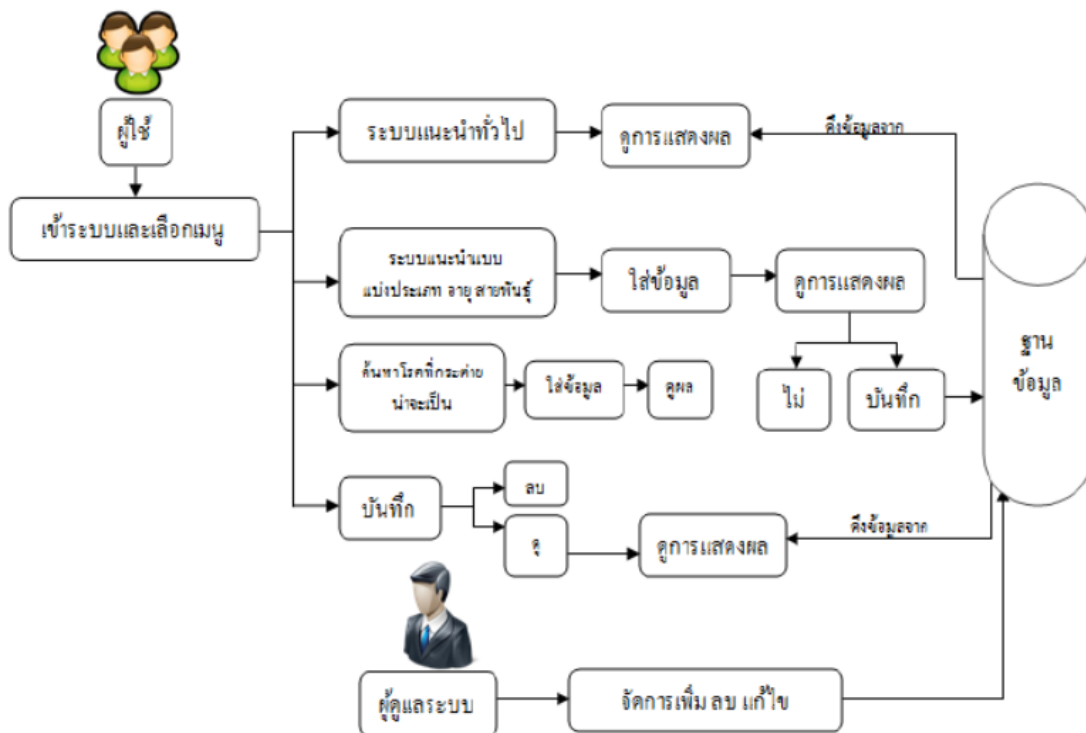 ผู้ใช้
เข้าระบบและเลือกเมนู
ระบบแนะนำทั่วไป
ดูการแสดงผล
ดึงข้อมูลจาก
ระบบแนะนำแบบ
แบ่งประเภท อายุ สายพันธุ์
ใส่ข้อมูล
ดูการแสดงผล
ไม่
บันทึก
ฐาน
ข้อมูล
ค้นหาโรคที่กระต่าย
น่าจะเป็น
ใส่ข้อมูล
ดูผล
บันทึก
ลบ
ดู
ดูการแสดงผล
ดึงข้อมูลจาก
ผู้ดูแลระบบ
จัดการเพิ่ม ลบ แก้ไข